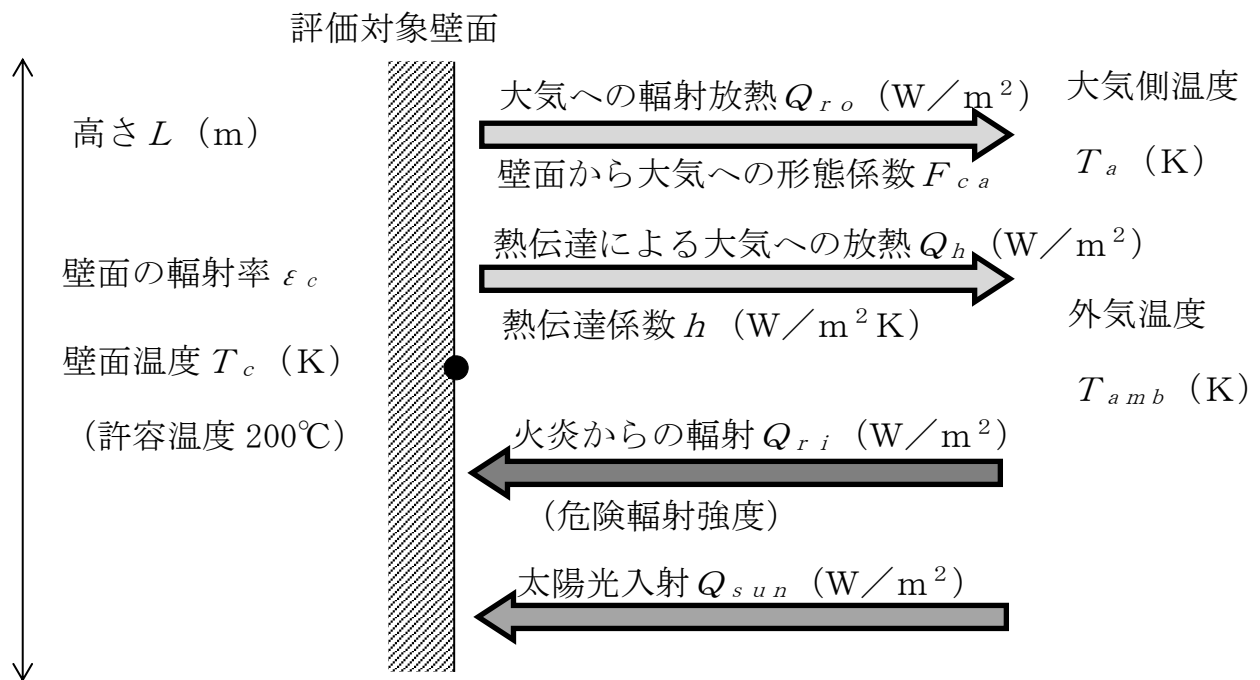 評価対象壁面
高さL（m）
壁面の輻射率εc
壁面温度Tc（K）
（許容温度200℃）
大気への輻射放熱Qro（W／m²）
壁面から大気への形態係数Fca
熱伝達による大気への放熱Qh（W／m²）
熱伝達係数h（W／m²K）
火炎からの輻射Qri（W／m²）
（危険輻射強度）
太陽光入射Qsun（W／m²）
大気側温度
Ta（K）
外気温度
Tamb（K）